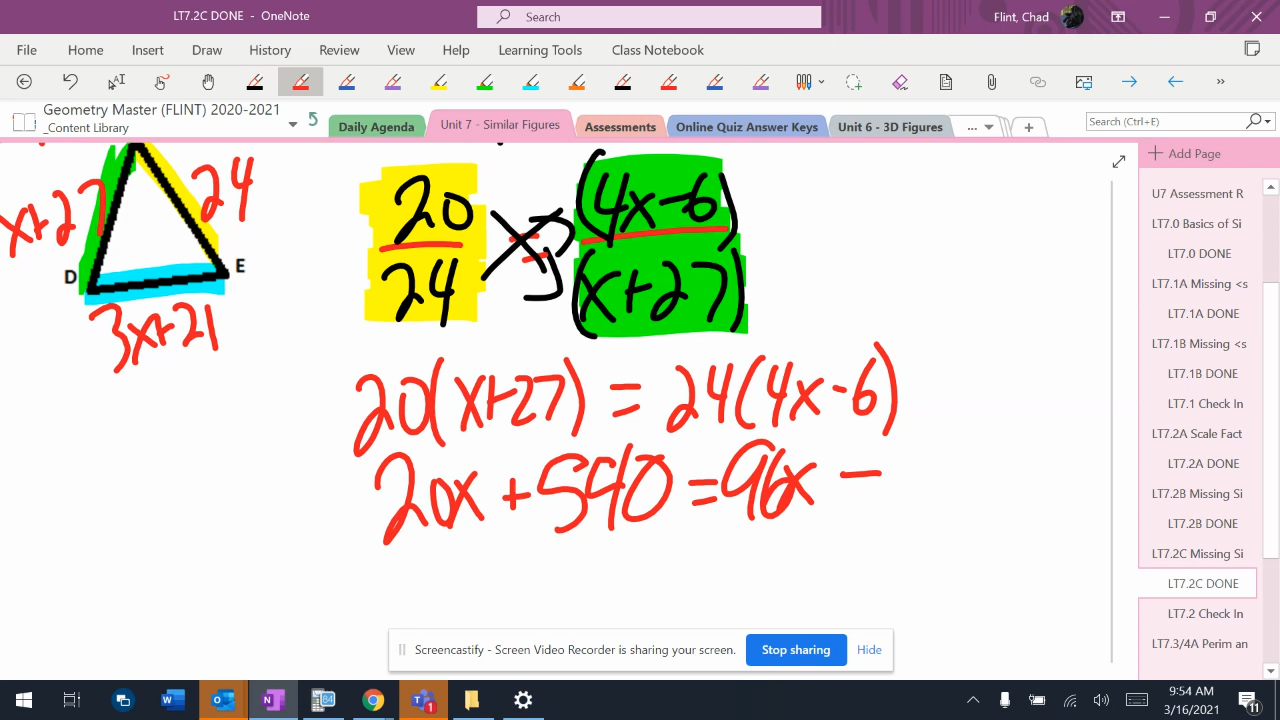 LT7.2C DONE - OneNote
Search
Flint, Chad
File Home Insert Draw History Review View Help Learning Tools Class Notebook
Geometry Master (FLINT) 2020-2021
_Content Library
Daily Agenda Unit 7 - Similar Figures Assessments Online Quiz Answer Keys Unit 6 - 3D Figures ...
Search (Ctrl+E)
Add Page
U7 Assessment R
LT7.0 Basics of Si
LT7.0 DONE
LT7.1A Missing <s
LT7.1A DONE
LT7.1B Missing <s
LT7.1B DONE
LT7.1 Check In
LT7.2A Scale Fact
LT7.2A DONE
LT7.2B Missing Si
LT7.2B DONE
LT7.2C Missing Si
LT7.2C DONE
LT7.2 Check In
LT7.3/4A Perim an
x+27
24
D
E
3x+21
20 = (4x-6)
24 (x+27)
20(x+27) = 24(4x-6)
20x+540=96x -
Screencastify - Screen Video Recorder is sharing your screen. Stop sharing Hide
9:54 AM
3/16/2021
11